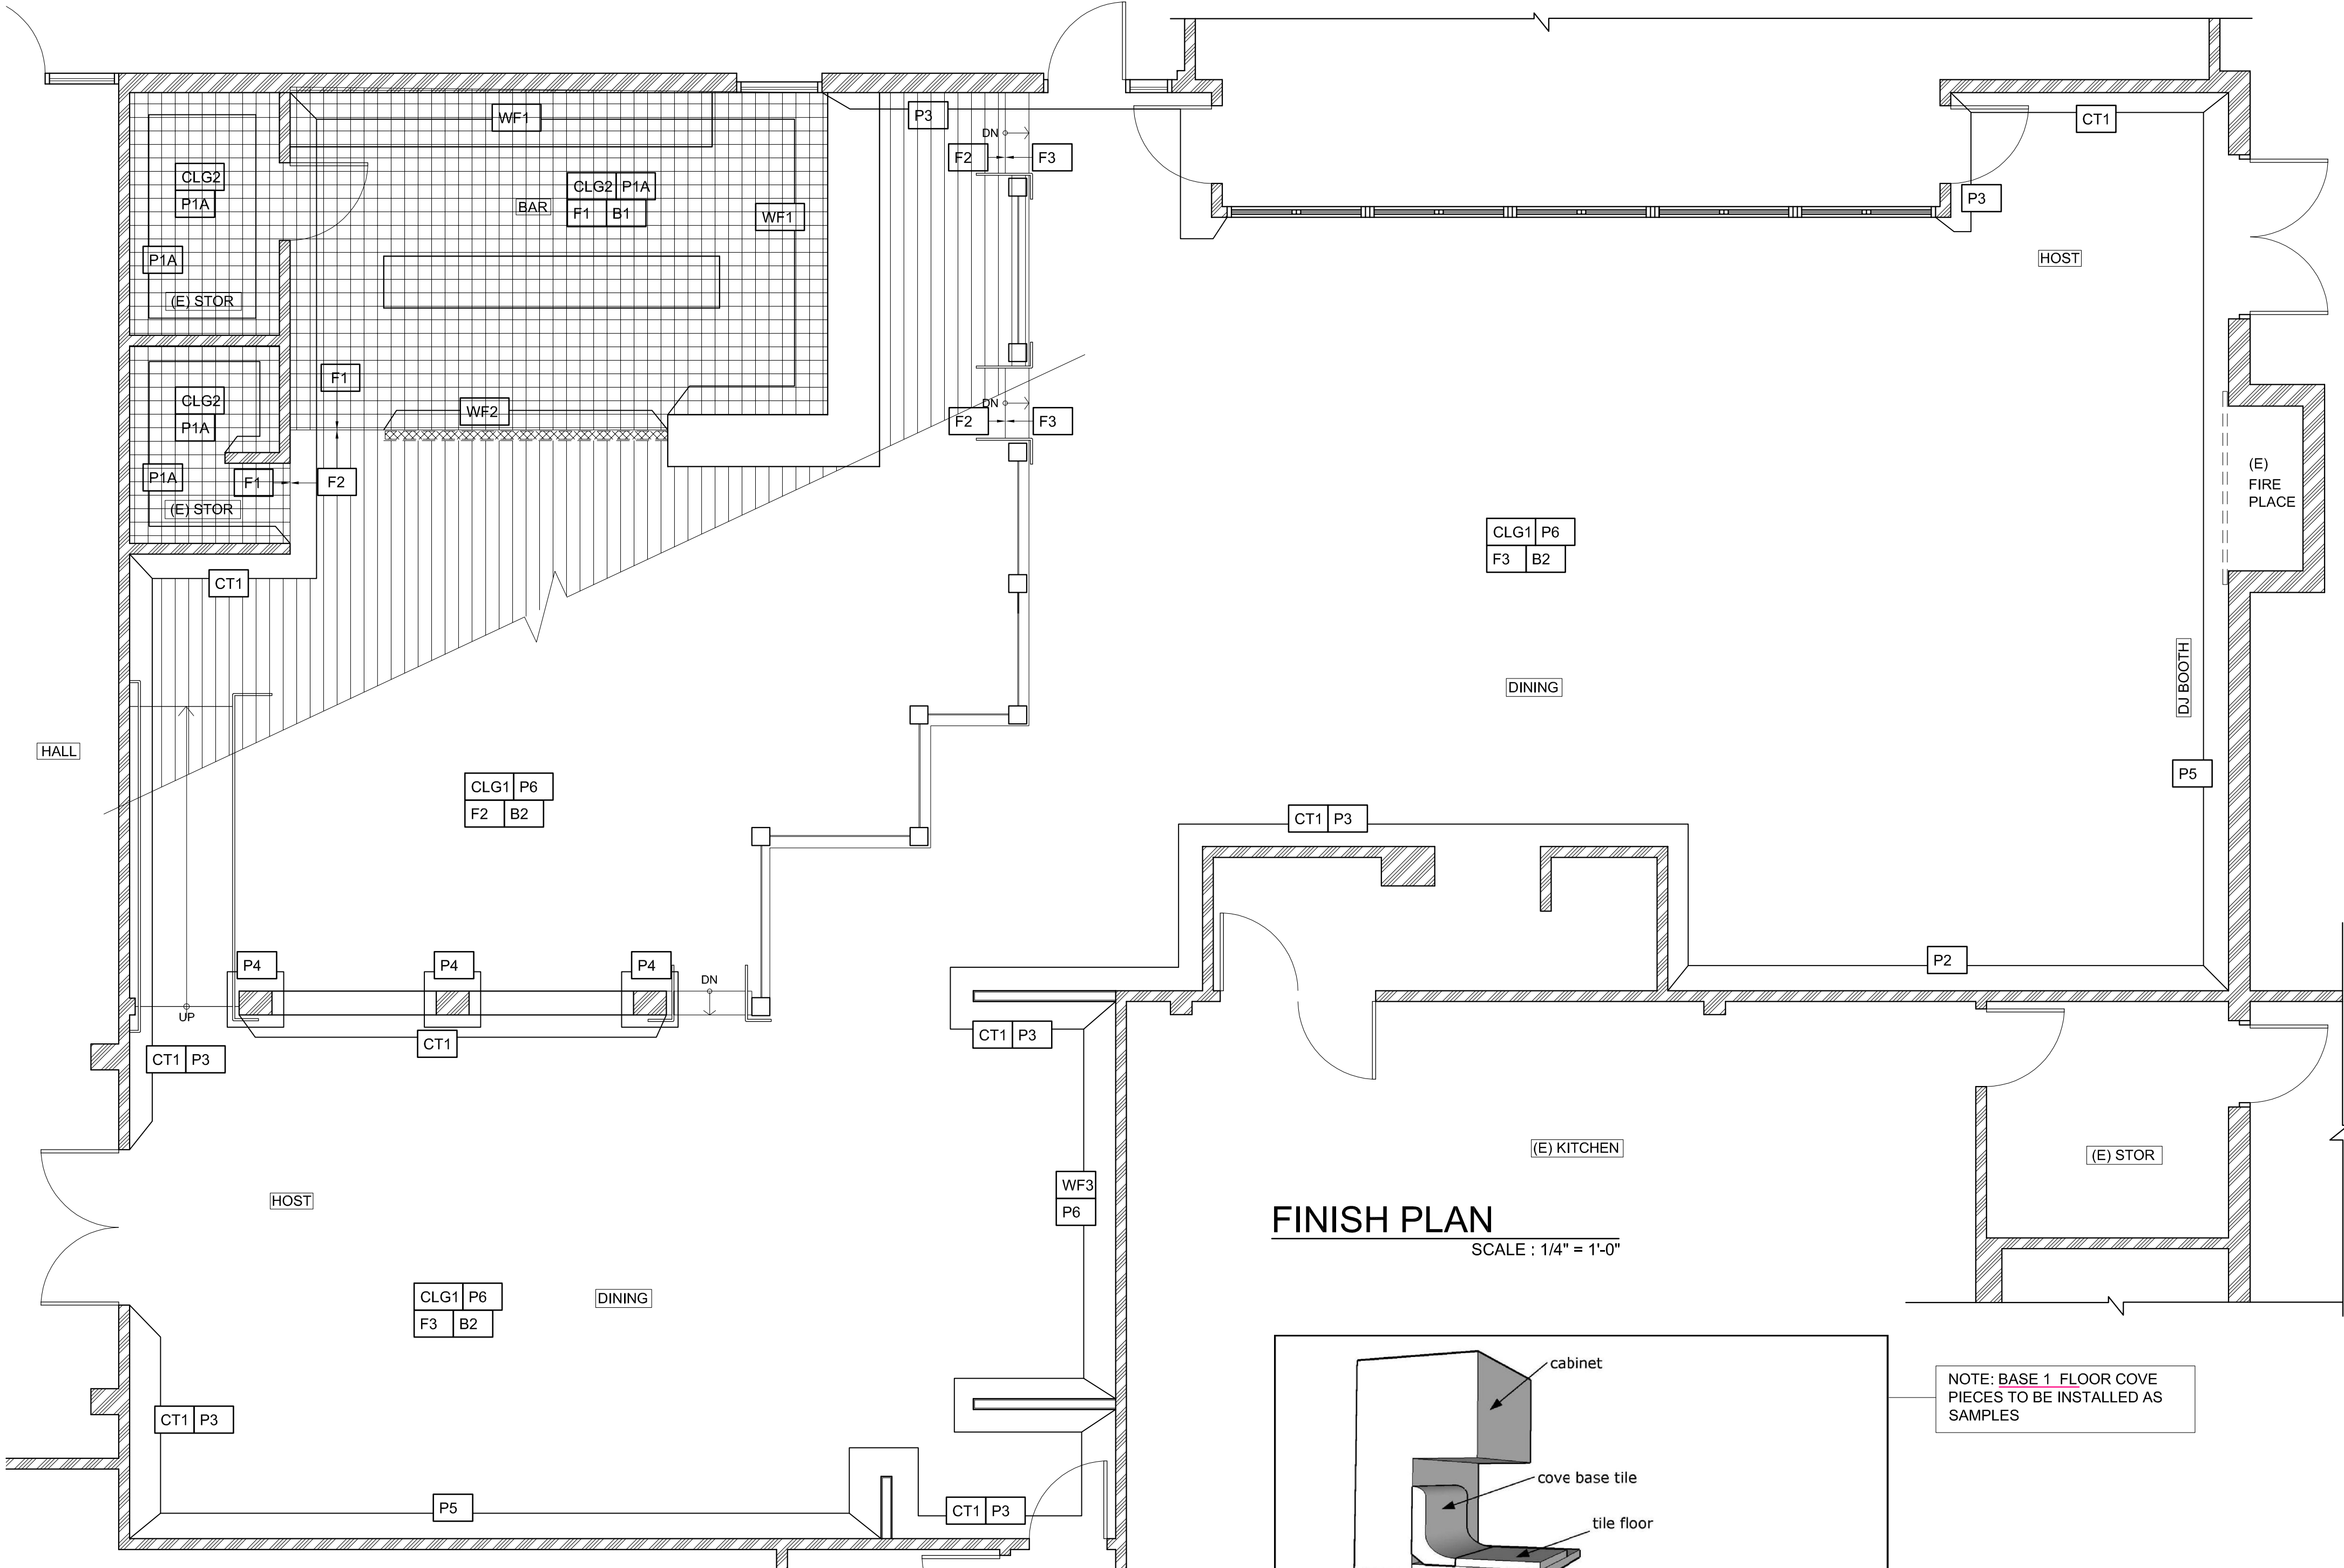 WF1
P3
CT1
DN
F2
F3
CLG2
P1A
BAR
CLG2 P1A
F1 B1
WF1
P3
P1A
HOST
(E) STOR
F1
CLG2
P1A
WF2
DN
F2
F3
P1A
F1
F2
(E) STOR
(E)
FIRE
PLACE
CLG1 P6
F3 B2
CT1
DINING
DJ BOOTH
HALL
CLG1 P6
F2 B2
P5
CT1 P3
P4
P4
P4
DN
P2
UP
CT1
CT1 P3
CT1 P3
(E) KITCHEN
(E) STOR
HOST
WF3
P6
FINISH PLAN
SCALE : 1/4" = 1'-0"
CLG1 P6
F3 B2
DINING
cabinet
NOTE: BASE 1 FLOOR COVE
PIECES TO BE INSTALLED AS
SAMPLES
CT1 P3
cove base tile
P5
CT1 P3
tile floor